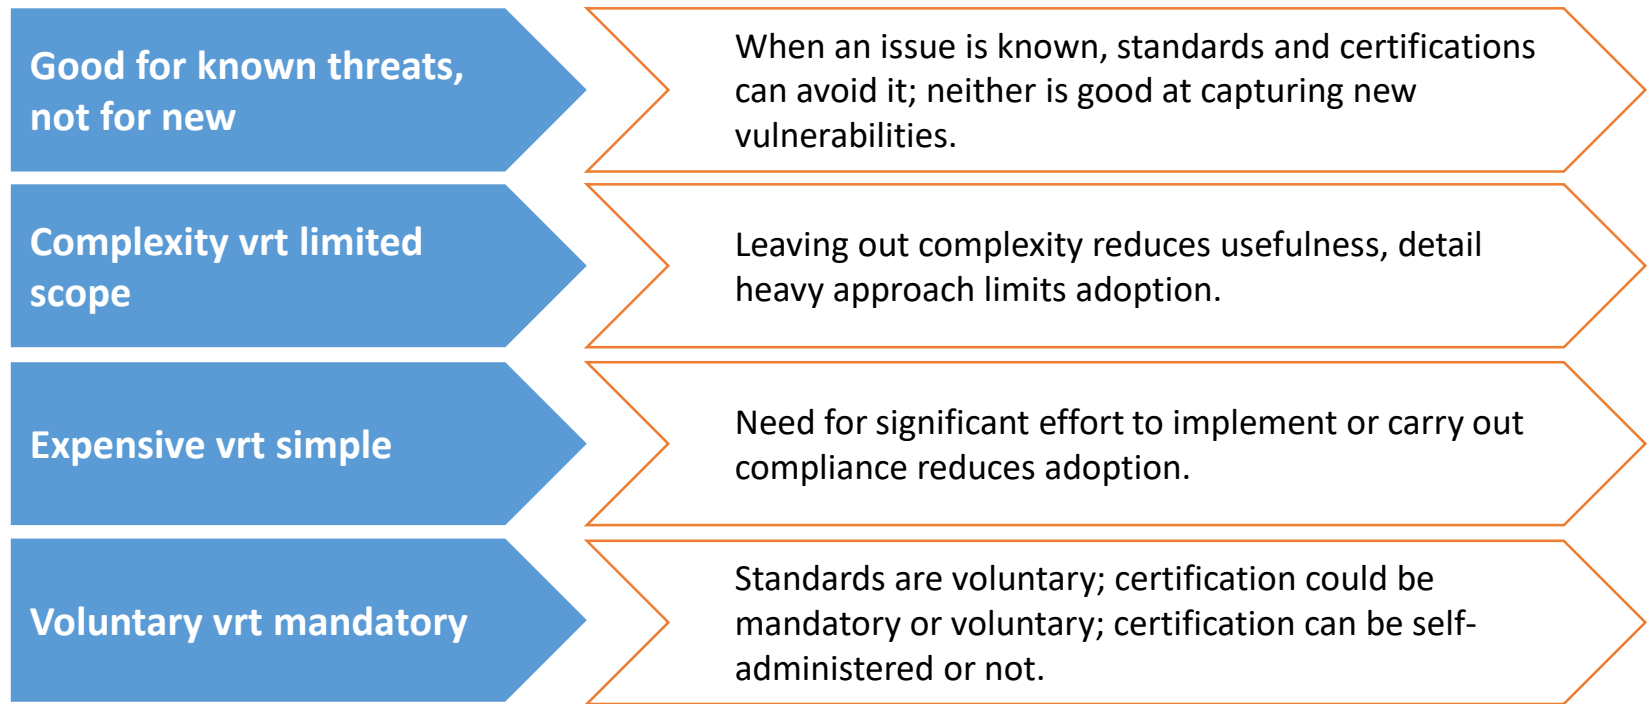 Good for known threats,
not for new
When an issue is known, standards and certifications
can avoid it; neither is good at capturing new
vulnerabilities.
Complexity vrt limited
scope
Leaving out complexity reduces usefulness, detail
heavy approach limits adoption.
Expensive vrt simple
Need for significant effort to implement or carry out
compliance reduces adoption.
Voluntary vrt mandatory
Standards are voluntary; certification could be
mandatory or voluntary; certification can be self-
administered or not.